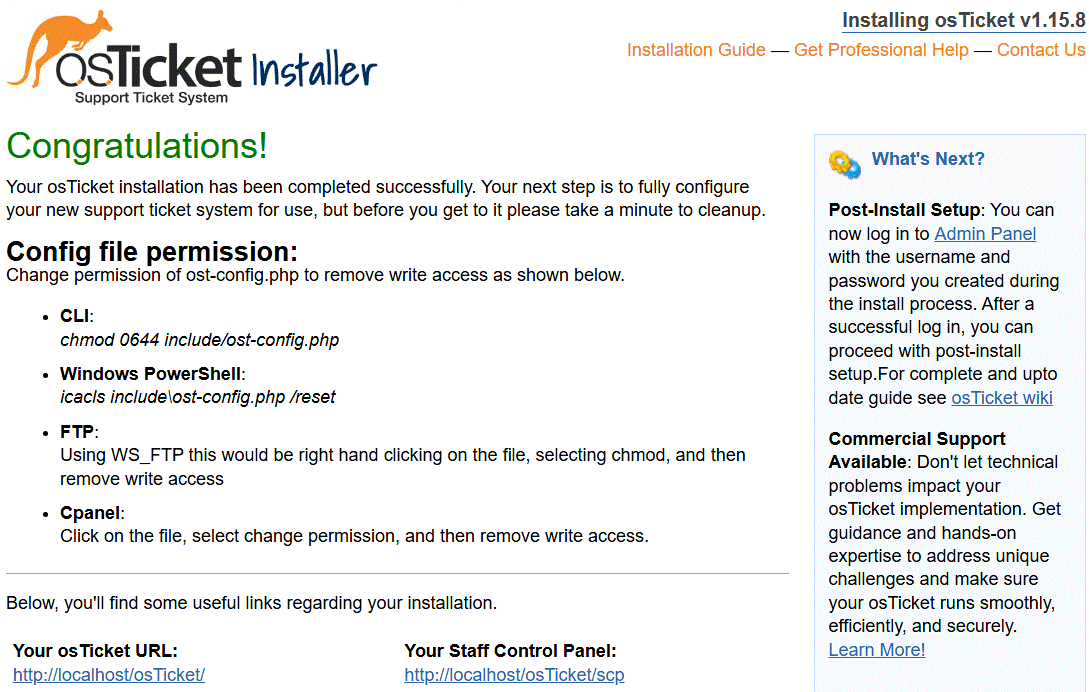 osTicket Installer
Support Ticket System
Installing osTicket v1.15.8
Installation Guide — Get Professional Help — Contact Us
Congratulations!
Your osTicket installation has been completed successfully. Your next step is to fully configure
your new support ticket system for use, but before you get to it please take a minute to cleanup.
Config file permission:
Change permission of ost-config.php to remove write access as shown below.
• CLI:
chmod 0644 include/ost-config.php
• Windows PowerShell:
icacls include\ost-config.php /reset
• FTP:
Using WS_FTP this would be right hand clicking on the file, selecting chmod, and then
remove write access
• Cpanel:
Click on the file, select change permission, and then remove write access.
Below, you'll find some useful links regarding your installation.
Your osTicket URL:
http://localhost/osTicket/
Your Staff Control Panel:
http://localhost/osTicket/scp
What's Next?
Post-Install Setup: You can
now log in to Admin Panel
with the username and
password you created during
the install process. After a
successful log in, you can
proceed with post-install
setup.For complete and upto
date guide see osTicket wiki
Commercial Support
Available: Don't let technical
problems impact your
osTicket implementation. Get
guidance and hands-on
expertise to address unique
challenges and make sure
your osTicket runs smoothly,
efficiently, and securely.
Learn More!